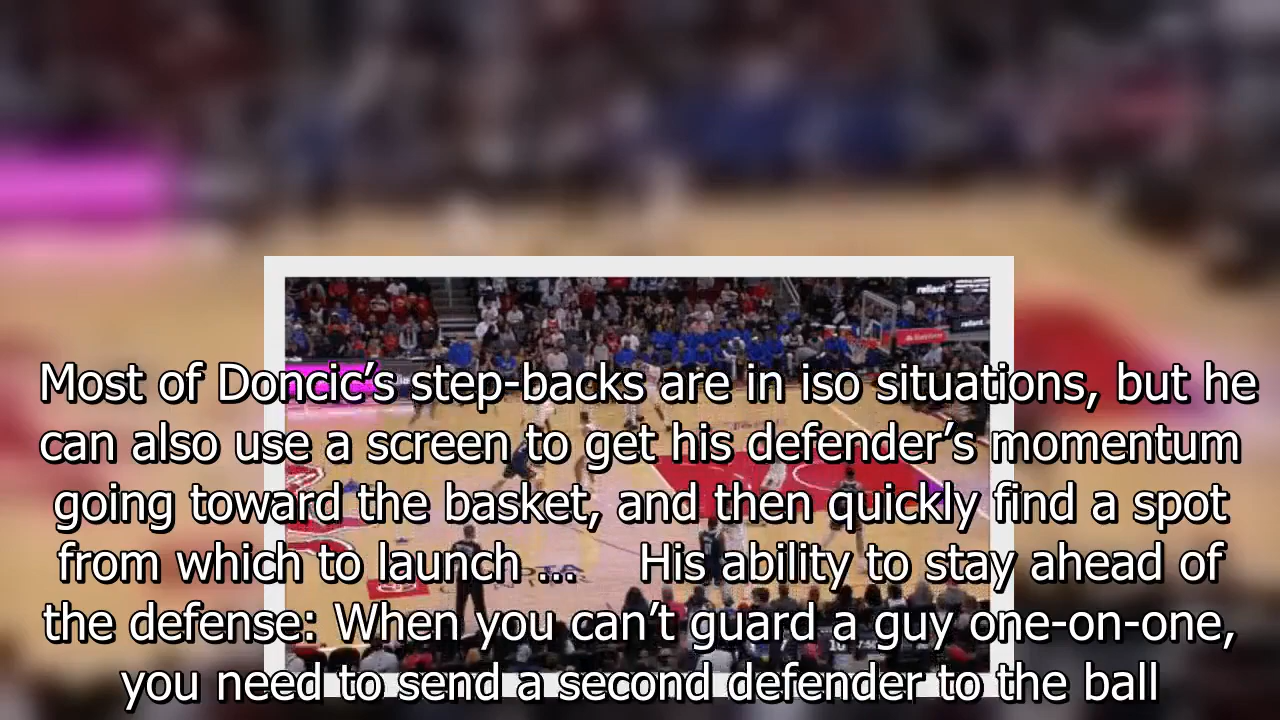 reliant
reliant
Most of Doncic’s step-backs are in iso situations, but he
can also use a screen to get his defender’s momentum
going toward the basket, and then quickly find a spot
from which to launch ... His ability to stay ahead of
the defense: When you can’t guard a guy one-on-one,
you need to send a second defender to the ball